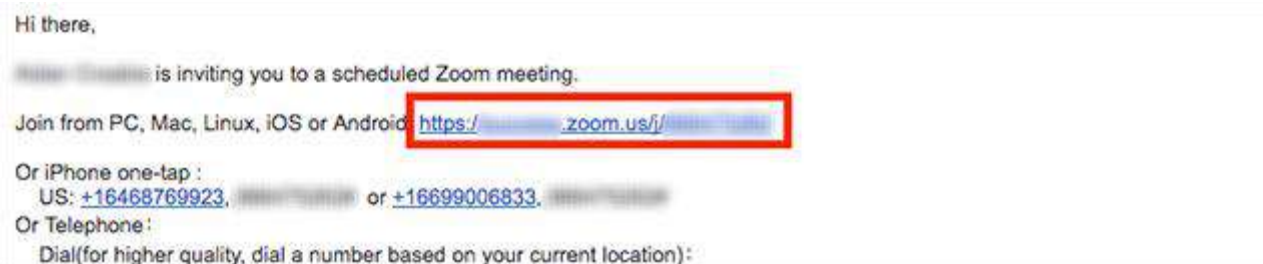 Hi there,
is inviting you to a scheduled Zoom meeting.
Join from PC, Mac, Linux, iOS or Android https:/ .zoom.us/j/
Or iPhone one-tap :
US: +16468769923, or +16699006833,
Or Telephone:
Dial(for higher quality, dial a number based on your current location):